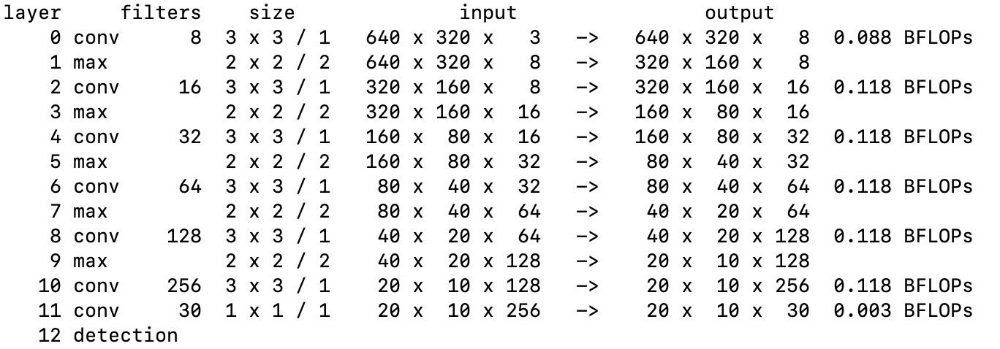 layer     filters    size              input                output
    0 conv      8  3 x 3 / 1   640 x 320 x   3   ->   640 x 320 x   8  0.088 BFLOPs
    1 max          2 x 2 / 2   640 x 320 x   8   ->   320 x 160 x   8
    2 conv     16  3 x 3 / 1   320 x 160 x   8   ->   320 x 160 x  16  0.118 BFLOPs
    3 max          2 x 2 / 2   320 x 160 x  16   ->   160 x  80 x  16
    4 conv     32  3 x 3 / 1   160 x  80 x  16   ->   160 x  80 x  32  0.118 BFLOPs
    5 max          2 x 2 / 2   160 x  80 x  32   ->    80 x  40 x  32
    6 conv     64  3 x 3 / 1    80 x  40 x  32   ->    80 x  40 x  64  0.118 BFLOPs
    7 max          2 x 2 / 2    80 x  40 x  64   ->    40 x  20 x  64
    8 conv    128  3 x 3 / 1    40 x  20 x  64   ->    40 x  20 x 128  0.118 BFLOPs
    9 max          2 x 2 / 2    40 x  20 x 128   ->    20 x  10 x 128
   10 conv    256  3 x 3 / 1    20 x  10 x 128   ->    20 x  10 x 256  0.118 BFLOPs
   11 conv     30  1 x 1 / 1    20 x  10 x 256   ->    20 x  10 x  30  0.003 BFLOPs
   12 detection